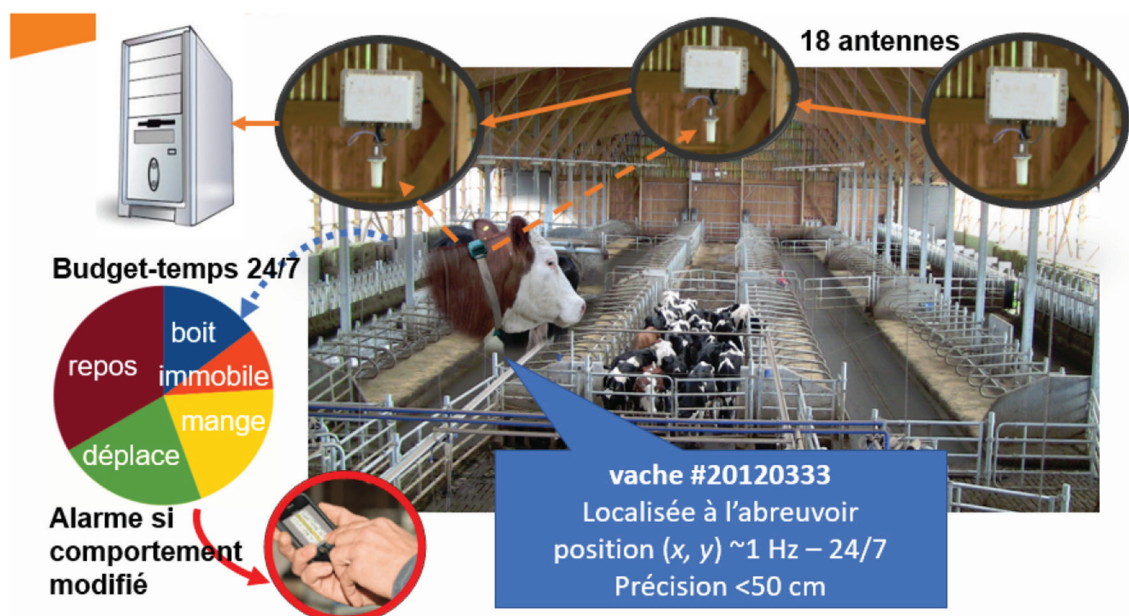 18 antennes
Budget-temps 24/7
boit
repos
immobile
mange
déplace
Alarme si
comportement
modifié
vache #20120333
Localisée à l’abreuvoir
position (x, y) ~1 Hz – 24/7
Précision <50 cm